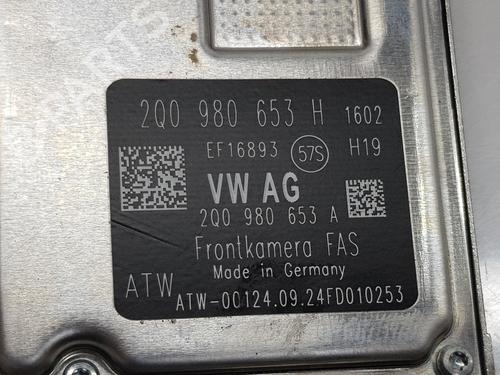 2Q0 980 653 H 1602
EF16893 57S H19
VW AG
2Q0 980 653 A
Frontkamera FAS
Made in Germany
ATW
ATW-00124.09.24FD010253